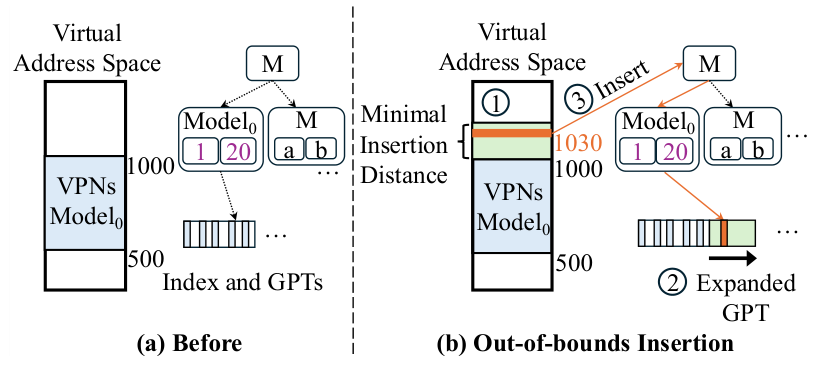 Virtual
Address Space
1000
VPNs
Model0
500
M
Model0
1 20
M
a b
...
...
Index and GPTs
(a) Before
Virtual
Address Space
1
Minimal
Insertion
Distance
1030
1000
VPNs
Model0
500
3 Insert
M
Model0
1 20
M
a b
...
...
2 Expanded
GPT
(b) Out-of-bounds Insertion